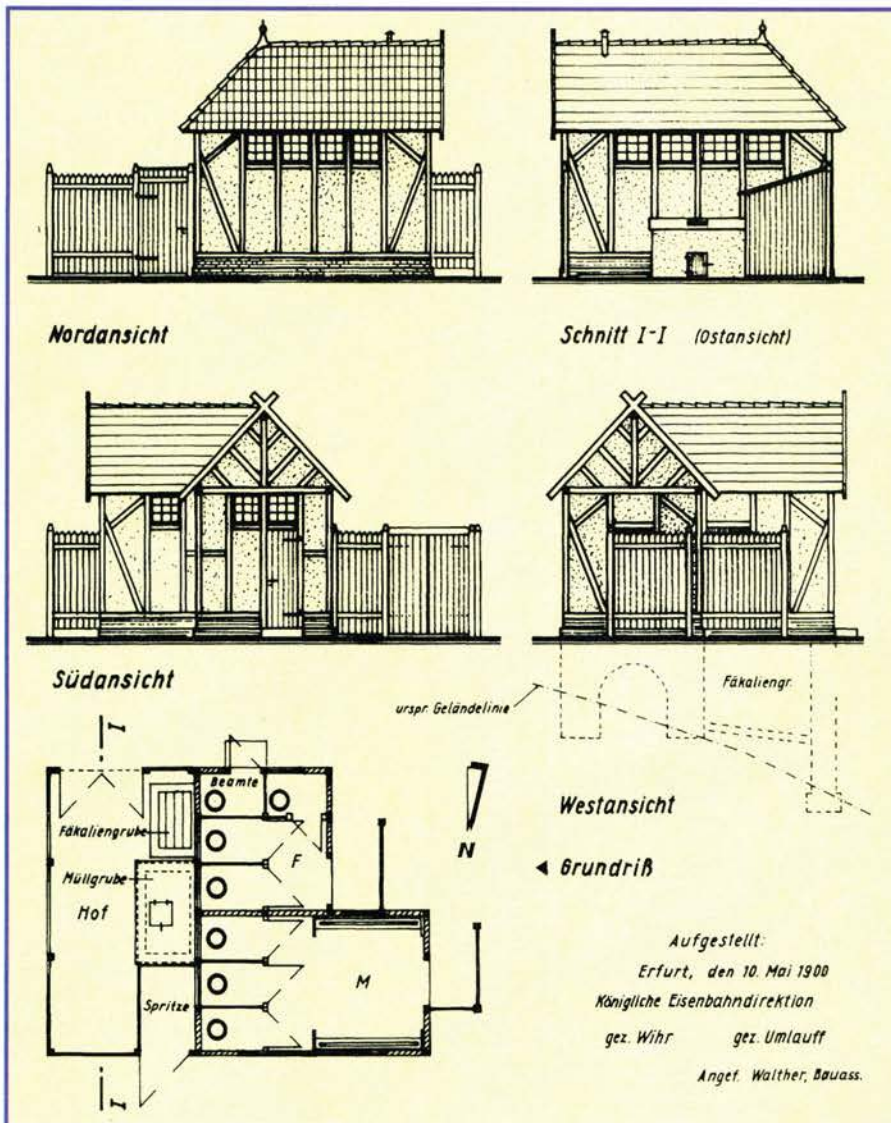 Nordansicht
Schnitt I-I (Ostansicht)
Südansicht
urspr. Geländelinie
Fäkaliengr.
Westansicht
I
Beamte
Fäkaliengrube
F
N
Grundriß
Müllgrube
Hof
M
Spritze
I
Aufgestellt:
Erfurt, den 10. Mai 1900
Königliche Eisenbahndirektion
gez. Wihr gez. Umlauff
Angef. Walther, Bauass.